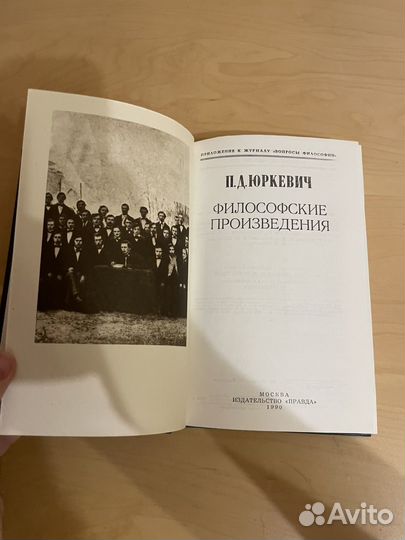 ПРИЛОЖЕНИЕ К ЖУРНАЛУ «ВОПРОСЫ ФИЛОСОФИИ»
П.Д.ЮРКЕВИЧ
ФИЛОСОФСКИЕ
ПРОИЗВЕДЕНИЯ
МОСКВА
ИЗДАТЕЛЬСТВО «ПРАВДА»
1990
Avito